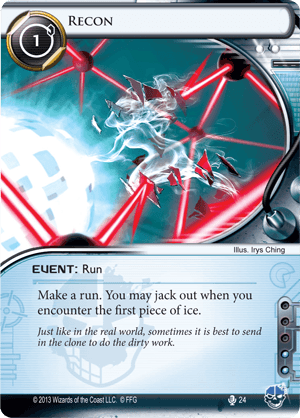 Recon
1
Illus. Irys Ching
EVENT: Run
Make a run. You may jack out when you
encounter the first piece of ice.
Just like in the real world, sometimes it is best to send
in the clone to do the dirty work.
© 2013 Wizards of the Coast LLC. © FFG
24